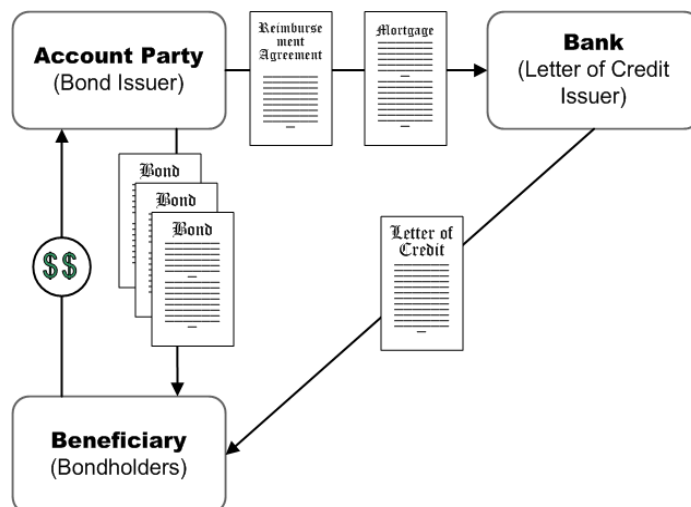 Account Party
(Bond Issuer)
Reimburse
ment
Agreement
Mortgage
Bank
(Letter of Credit
Issuer)
Bond
Bond
Bond
Letter of
Credit
$$
Beneficiary
(Bondholders)